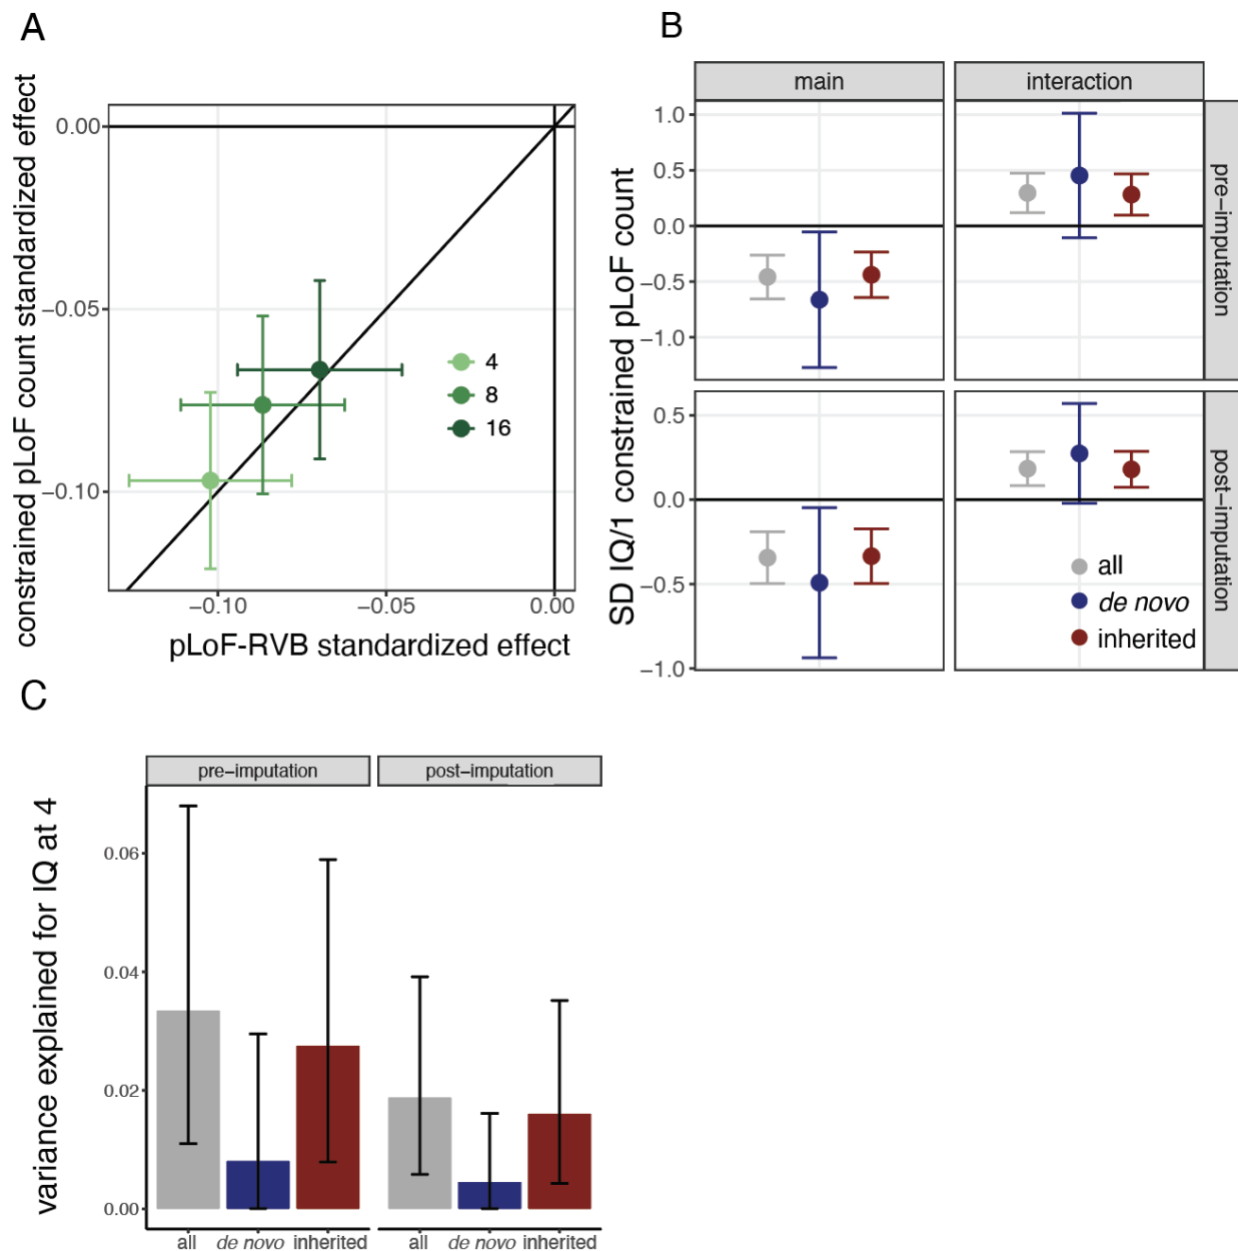 A
constrained pLoF count standardized effect
0.00
−0.05
−0.10
4
8
16
−0.10
−0.05
0.00
pLoF-RVB standardized effect
B
main
interaction
SD IQ/1 constrained pLoF count
1.0
0.5
0.0
−0.5
−1.0
pre−imputation
0.5
0.0
−0.5
−1.0
post−imputation
all
de novo
inherited
C
pre−imputation
post−imputation
variance explained for IQ at 4
0.06
0.04
0.02
0.00
all
de novo
inherited
all
de novo
inherited